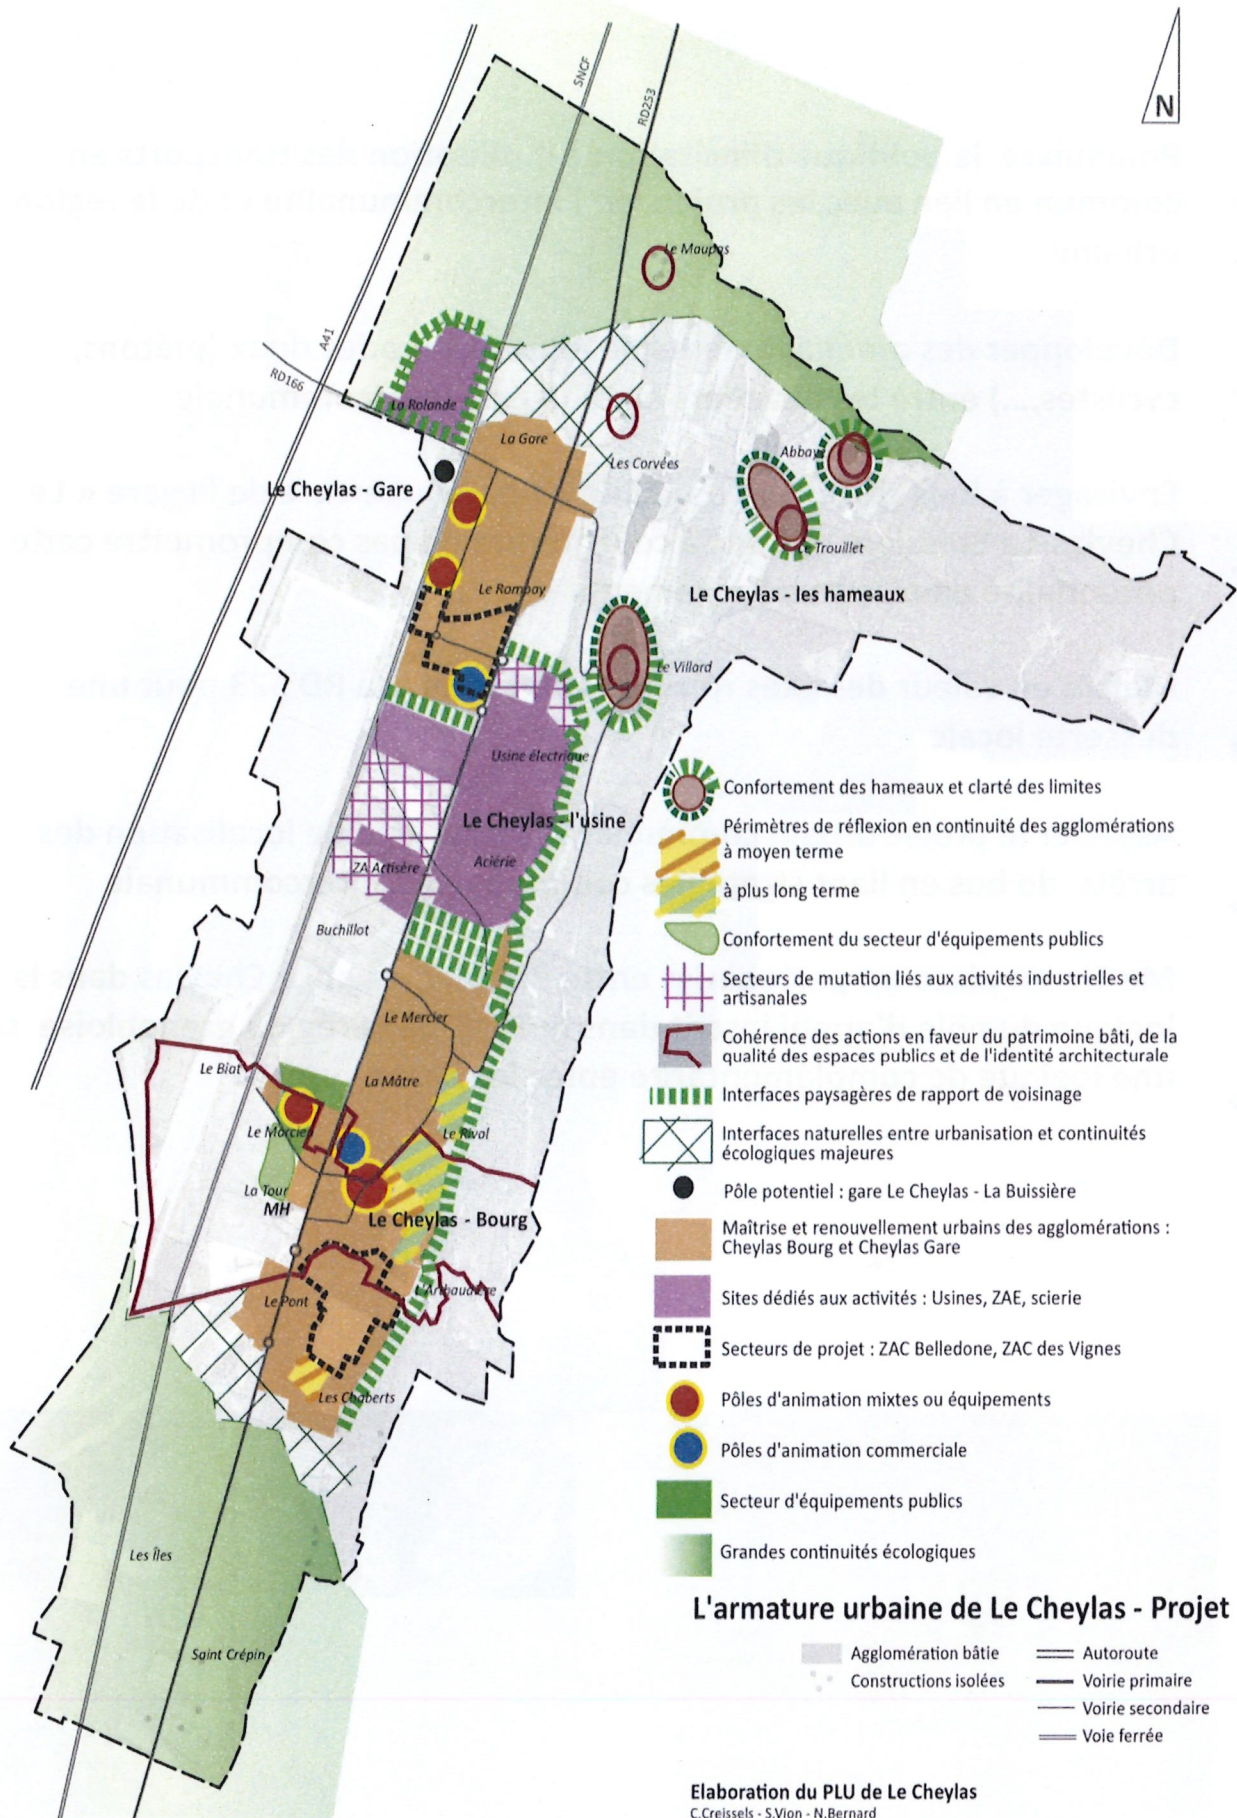 N
SNCF
RD253
A41
RD166
Le Maupas
La Rolande
La Gare
Les Corvées
Abbaye
Le Cheylas - Gare
Le Trouillet
Le Rompay
Le Cheylas - les hameaux
Le Villard
Usine électrique
Le Cheylas - l'usine
ZA Actisère
Aciérie
Buchillot
Le Mercier
Le Biat
La Mâtre
Le Morcier
Le Rival
La Tour
MH
Le Cheylas - Bourg
L'Arthaudière
Le Pont
Les Chaberts
Les Îles
Saint Crépin
Confortement des hameaux et clarté des limites
Périmètres de réflexion en continuité des agglomérations
à moyen terme
à plus long terme
Confortement du secteur d'équipements publics
Secteurs de mutation liés aux activités industrielles et
artisanales
Cohérence des actions en faveur du patrimoine bâti, de la
qualité des espaces publics et de l'identité architecturale
Interfaces paysagères de rapport de voisinage
Interfaces naturelles entre urbanisation et continuités
écologiques majeures
Pôle potentiel : gare Le Cheylas - La Buissière
Maîtrise et renouvellement urbains des agglomérations :
Cheylas Bourg et Cheylas Gare
Sites dédiés aux activités : Usines, ZAE, scierie
Secteurs de projet : ZAC Belledone, ZAC des Vignes
Pôles d'animation mixtes ou équipements
Pôles d'animation commerciale
Secteur d'équipements publics
Grandes continuités écologiques
L'armature urbaine de Le Cheylas - Projet
Agglomération bâtie
Constructions isolées
Autoroute
Voirie primaire
Voirie secondaire
Voie ferrée
Elaboration du PLU de Le Cheylas
C.Creissels - S.Vion - N.Bernard